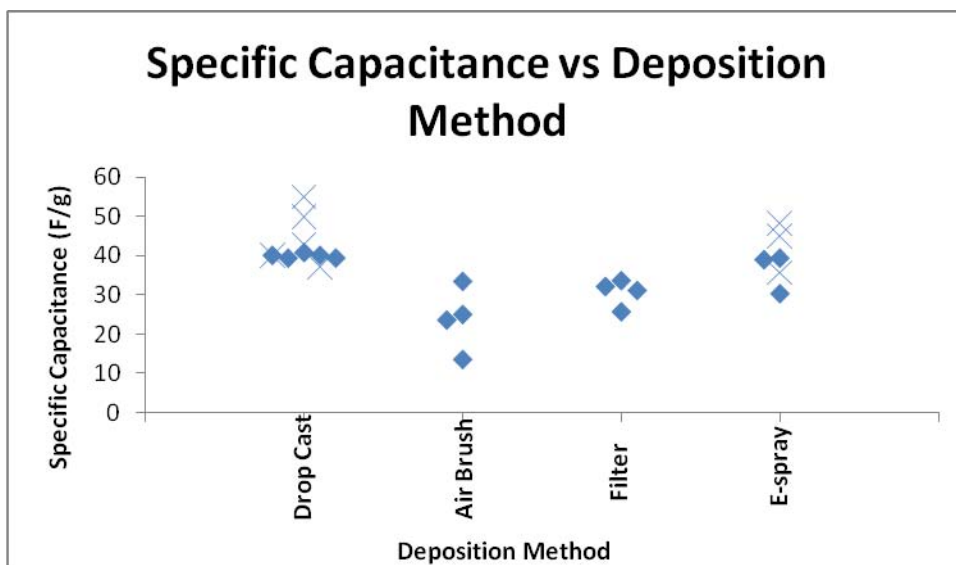 Specific Capacitance vs Deposition
Method
Specific Capacitance (F/g)
60
50
40
30
20
10
0
Drop Cast
Air Brush
Filter
E-spray
Deposition Method